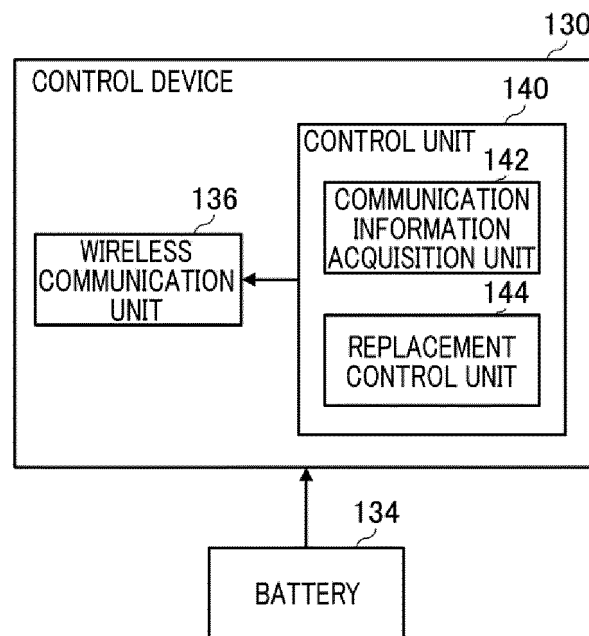 130
CONTROL DEVICE
140
CONTROL UNIT
142
COMMUNICATION
INFORMATION
ACQUISITION UNIT
136
WIRELESS
COMMUNICATION
UNIT
144
REPLACEMENT
CONTROL UNIT
134
BATTERY